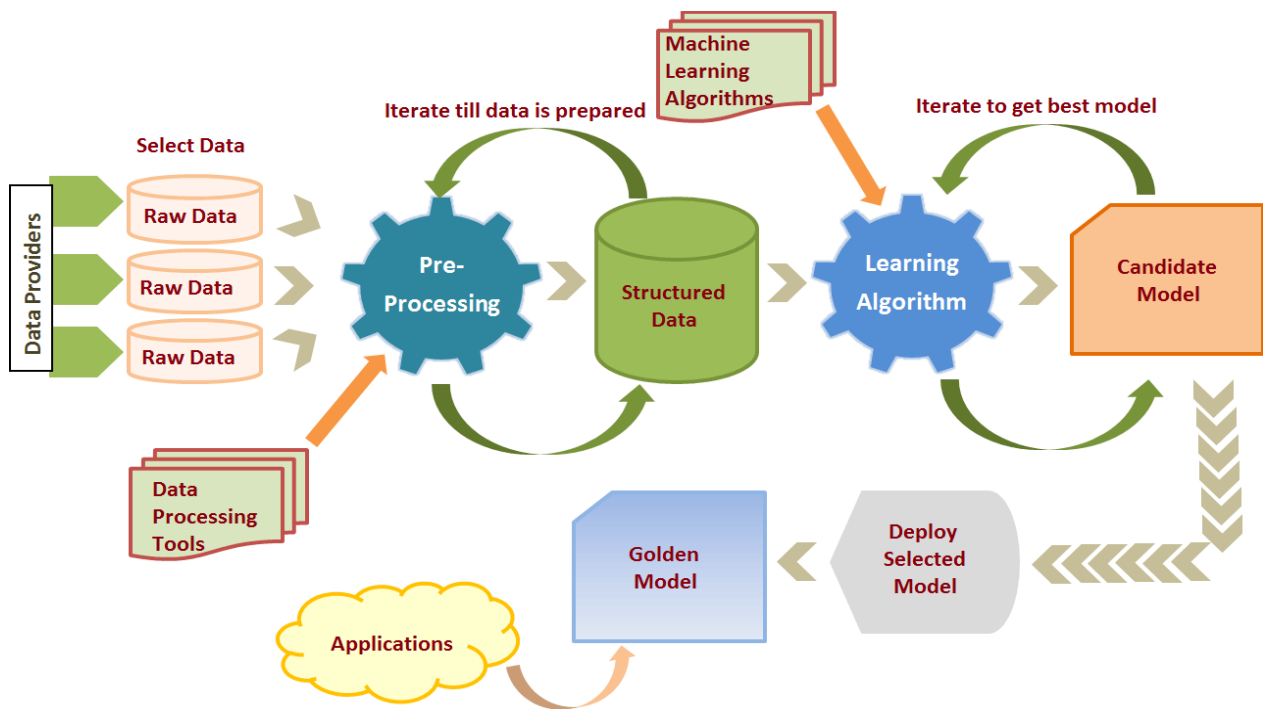 Machine
Learning
Algorithms
Iterate till data is prepared
Iterate to get best model
Select Data
Data Providers
Raw Data
Raw Data
Raw Data
Pre-
Processing
Structured
Data
Learning
Algorithm
Candidate
Model
Data
Processing
Tools
Golden
Model
Deploy
Selected
Model
Applications